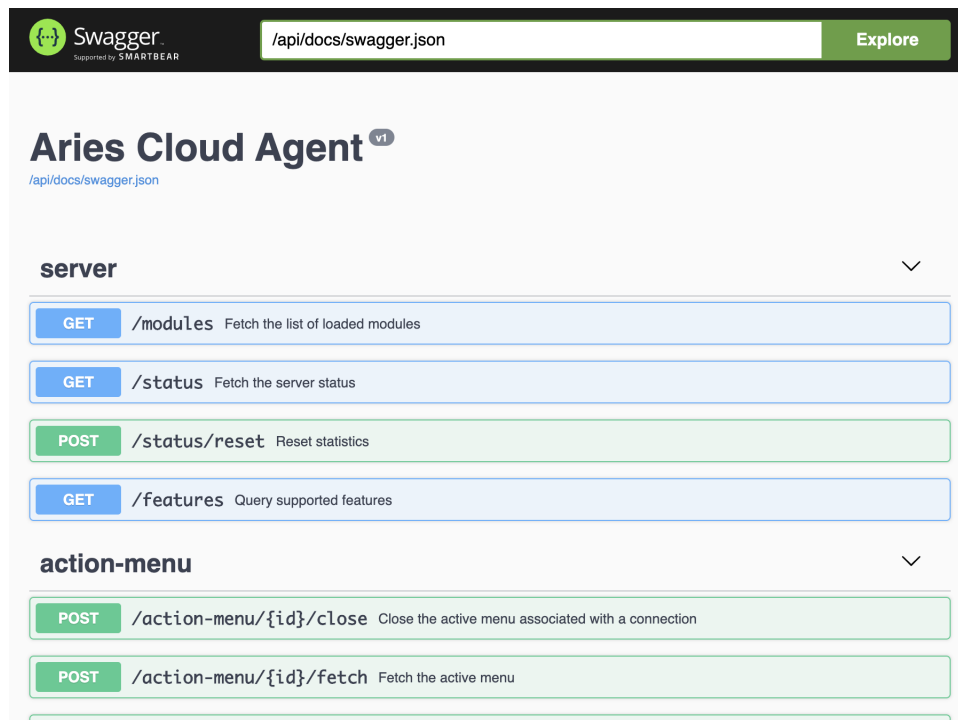 {···} Swagger™ /api/docs/swagger.json Explore
Supported by SMARTBEAR
Aries Cloud Agent v1
/api/docs/swagger.json
server
GET /modules Fetch the list of loaded modules
GET /status Fetch the server status
POST /status/reset Reset statistics
GET /features Query supported features
action-menu
POST /action-menu/{id}/close Close the active menu associated with a connection
POST /action-menu/{id}/fetch Fetch the active menu